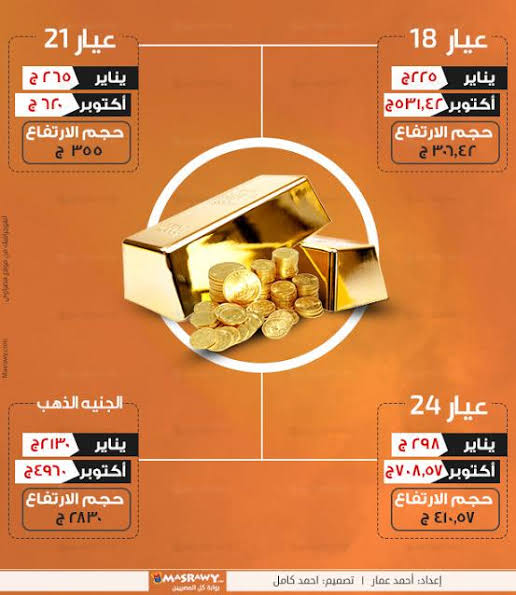 عيار 18
يناير ٢٢٥ج
أكتوبر ٥٣١,٤٢ج
حجم الارتفاع
٣٠٦,٤٢ ج
عيار 21
يناير ٢٦٥ ج
أكتوبر ٦٢٠ ج
حجم الارتفاع
٣٥٥ ج
عيار 24
يناير ٢٩٨ ج
أكتوبر ٧٠٨,٥٧ج
حجم الارتفاع
٤١٠,٥٧ ج
الجنيه الذهب
يناير ٢١٣٠ج
أكتوبر ٤٩٦٠ج
حجم الارتفاع
٢٨٣٠ ج
Masrawy.com
إعداد: أحمد عمار | تصميم: احمد كامل
MASRAWY
بوابة كل المصريين